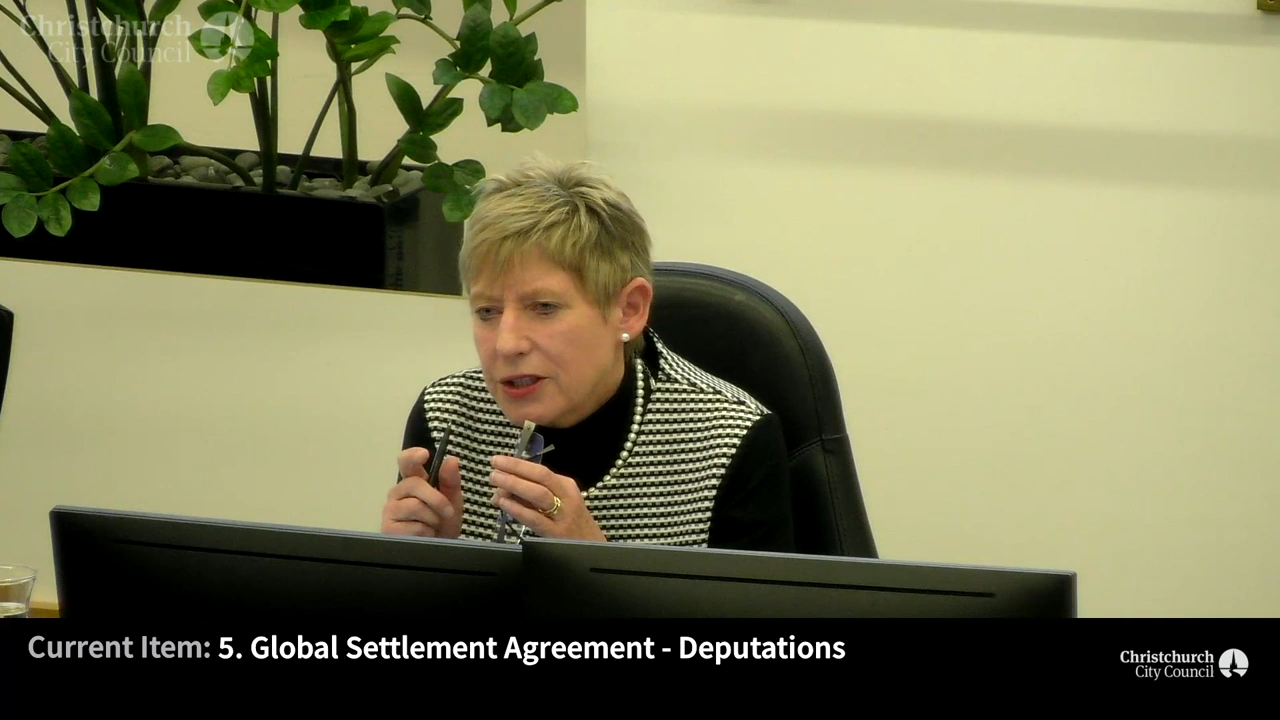 Christchurch
City Council
Current Item: 5. Global Settlement Agreement - Deputations
Christchurch
City Council